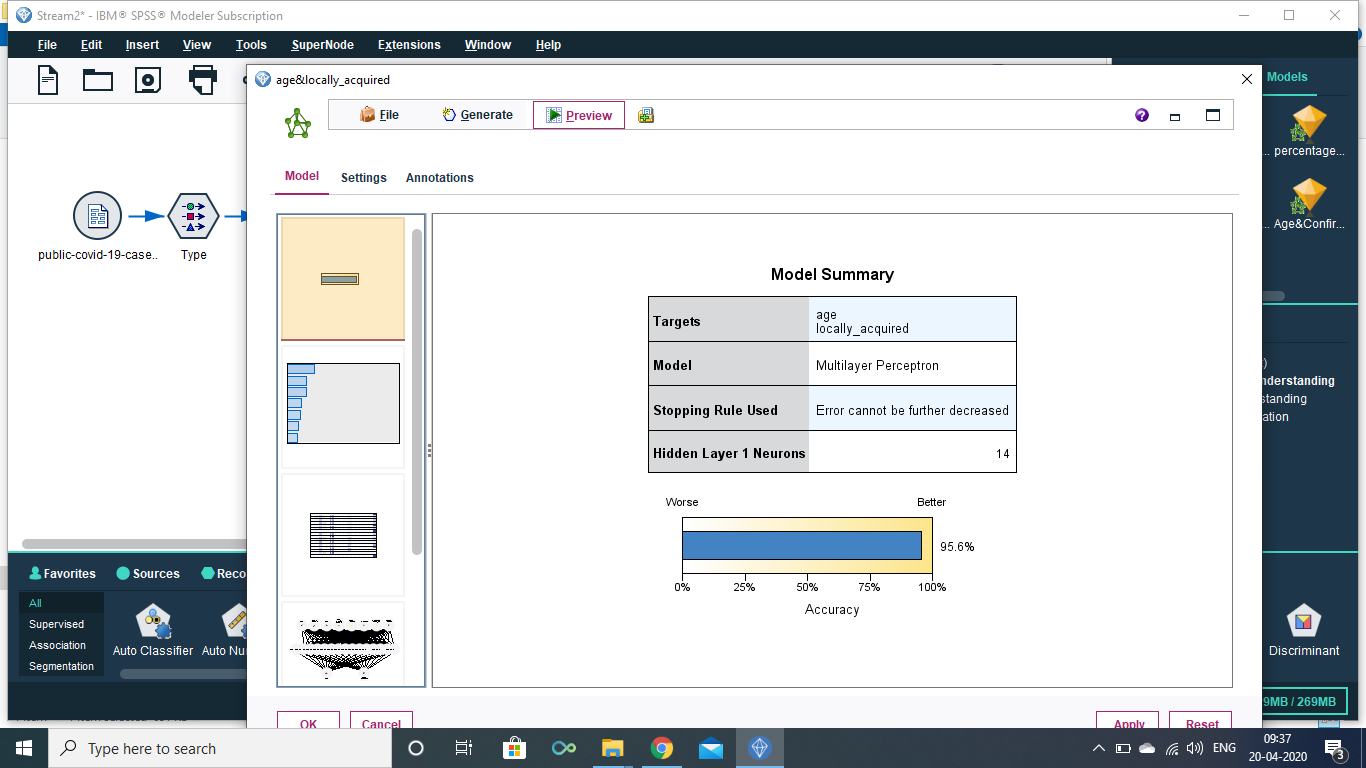 Stream2* - IBM® SPSS® Modeler Subscription
File Edit Insert View Tools SuperNode Extensions Window Help
age&locally_acquired
Models
File Generate Preview
percentage...
Model Settings Annotations
... Age&Confir...
public-covid-19-case..
Type
Model Summary
Targets
age
locally_acquired
Model
Multilayer Perceptron
Stopping Rule Used
Error cannot be further decreased
Hidden Layer 1 Neurons
14
Worse
Better
95.6%
0% 25% 50% 75% 100%
Accuracy
Favorites Sources Reco
All
Supervised
Association
Segmentation
Auto Classifier
Auto Nu
Discriminant
9MB / 269MB
OK Cancel Apply Reset
Type here to search
ENG
09:37
20-04-2020
3